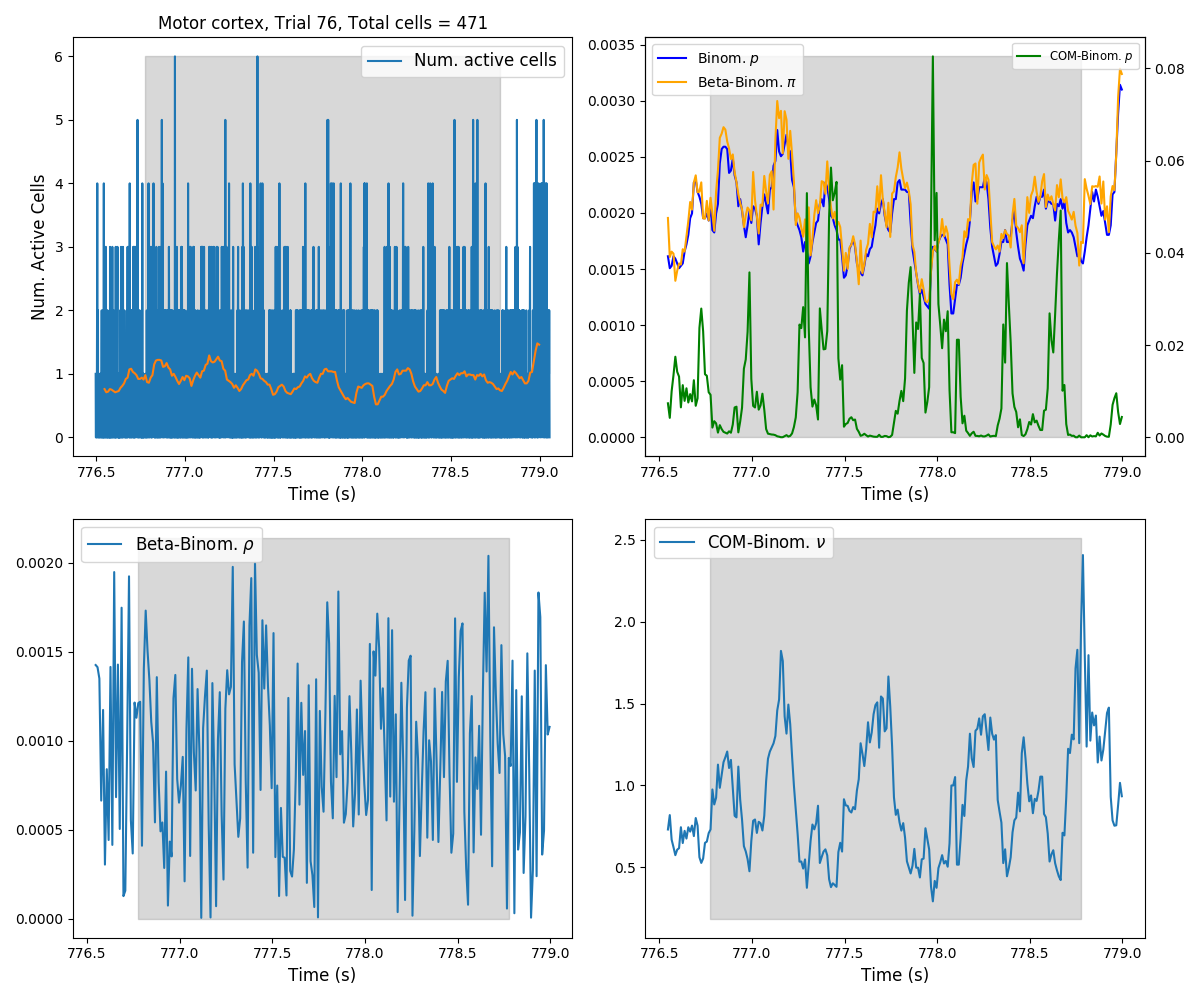 Motor cortex, Trial 76, Total cells = 471
Num. active cells
Num. Active Cells
6
5
4
3
2
1
0
776.5 777.0 777.5 778.0 778.5 779.0
Time (s)
Binom. p
Beta-Binom. π
COM-Binom. p
0.0035
0.0030
0.0025
0.0020
0.0015
0.0010
0.0005
0.0000
0.08
0.06
0.04
0.02
0.00
776.5 777.0 777.5 778.0 778.5 779.0
Time (s)
Beta-Binom. ρ
0.0020
0.0015
0.0010
0.0005
0.0000
776.5 777.0 777.5 778.0 778.5 779.0
Time (s)
COM-Binom. ν
2.5
2.0
1.5
1.0
0.5
776.5 777.0 777.5 778.0 778.5 779.0
Time (s)